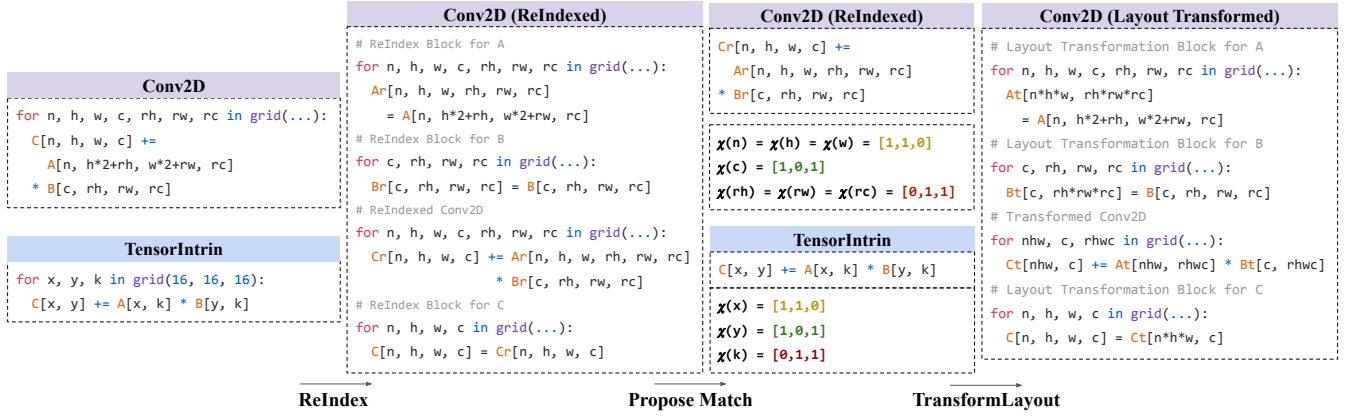 Conv2D
for n, h, w, c, rh, rw, rc in grid(...):
C[n, h, w, c] +=
A[n, h*2+rh, w*2+rw, rc]
* B[c, rh, rw, rc]
TensorIntrin
for x, y, k in grid(16, 16, 16):
C[x, y] += A[x, k] * B[y, k]
Conv2D (ReIndexed)
# ReIndex Block for A
for n, h, w, c, rh, rw, rc in grid(...):
Ar[n, h, w, rh, rw, rc]
= A[n, h*2+rh, w*2+rw, rc]
# ReIndex Block for B
for c, rh, rw, rc in grid(...):
Br[c, rh, rw, rc] = B[c, rh, rw, rc]
# ReIndexed Conv2D
for n, h, w, c, rh, rw, rc in grid(...):
Cr[n, h, w, c] += Ar[n, h, w, rh, rw, rc]
* Br[c, rh, rw, rc]
# ReIndex Block for C
for n, h, w, c in grid(...):
C[n, h, w, c] = Cr[n, h, w, c]
Conv2D (ReIndexed)
Cr[n, h, w, c] +=
Ar[n, h, w, rh, rw, rc]
* Br[c, rh, rw, rc]
χ(n) = χ(h) = χ(w) = [1,1,0]
χ(c) = [1,0,1]
χ(rh) = χ(rw) = χ(rc) = [0,1,1]
TensorIntrin
C[x, y] += A[x, k] * B[y, k]
χ(x) = [1,1,0]
χ(y) = [1,0,1]
χ(k) = [0,1,1]
Conv2D (Layout Transformed)
# Layout Transformation Block for A
for n, h, w, c, rh, rw, rc in grid(...):
At[n*h*w, rh*rw*rc]
= A[n, h*2+rh, w*2+rw, rc]
# Layout Transformation Block for B
for c, rh, rw, rc in grid(...):
Bt[c, rh*rw*rc] = B[c, rh, rw, rc]
# Transformed Conv2D
for nhw, c, rhwc in grid(...):
Ct[nhw, c] += At[nhw, rhwc] * Bt[c, rhwc]
# Layout Transformation Block for C
for n, h, w, c in grid(...):
C[n, h, w, c] = Ct[n*h*w, c]
ReIndex
Propose Match
TransformLayout